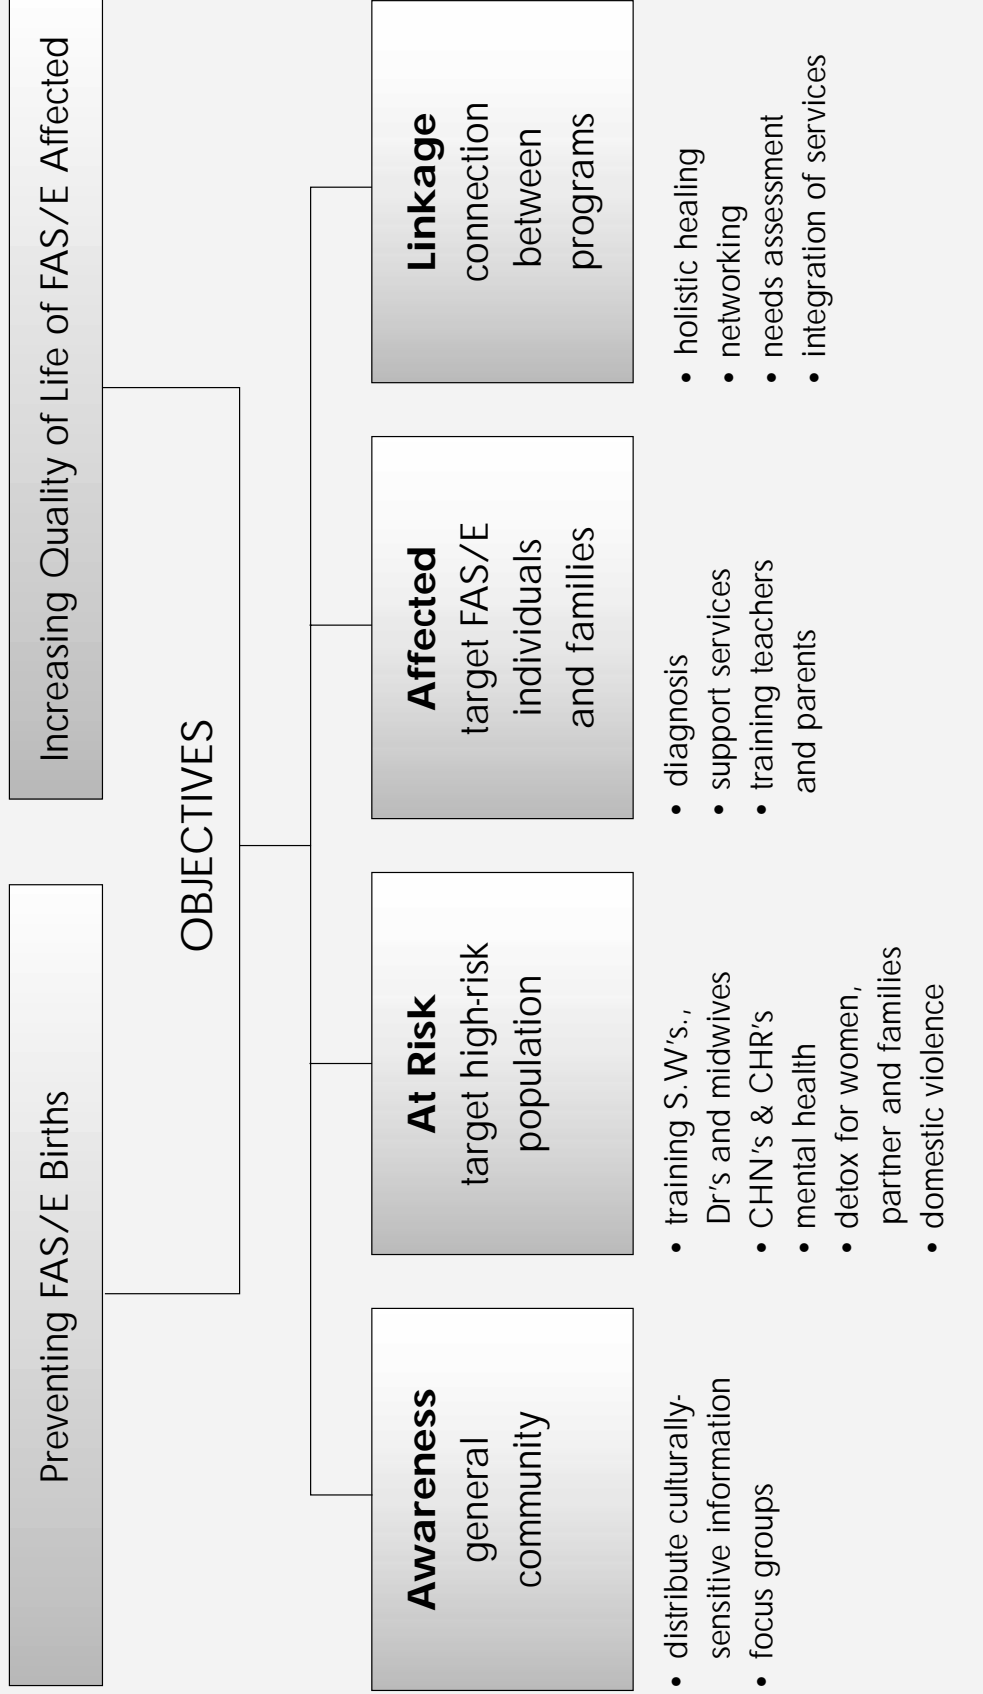 Preventing FAS/E Births
Increasing Quality of Life of FAS/E Affected
OBJECTIVES
Awareness
general
community
• distribute culturally-
sensitive information
• focus groups
At Risk
target high-risk
population
• training S.W's.,
Dr's and midwives
• CHN's & CHR's
• mental health
• detox for women,
partner and families
• domestic violence
Affected
target FAS/E
individuals
and families
• diagnosis
• support services
• training teachers
and parents
Linkage
connection
between
programs
• holistic healing
• networking
• needs assessment
• integration of services